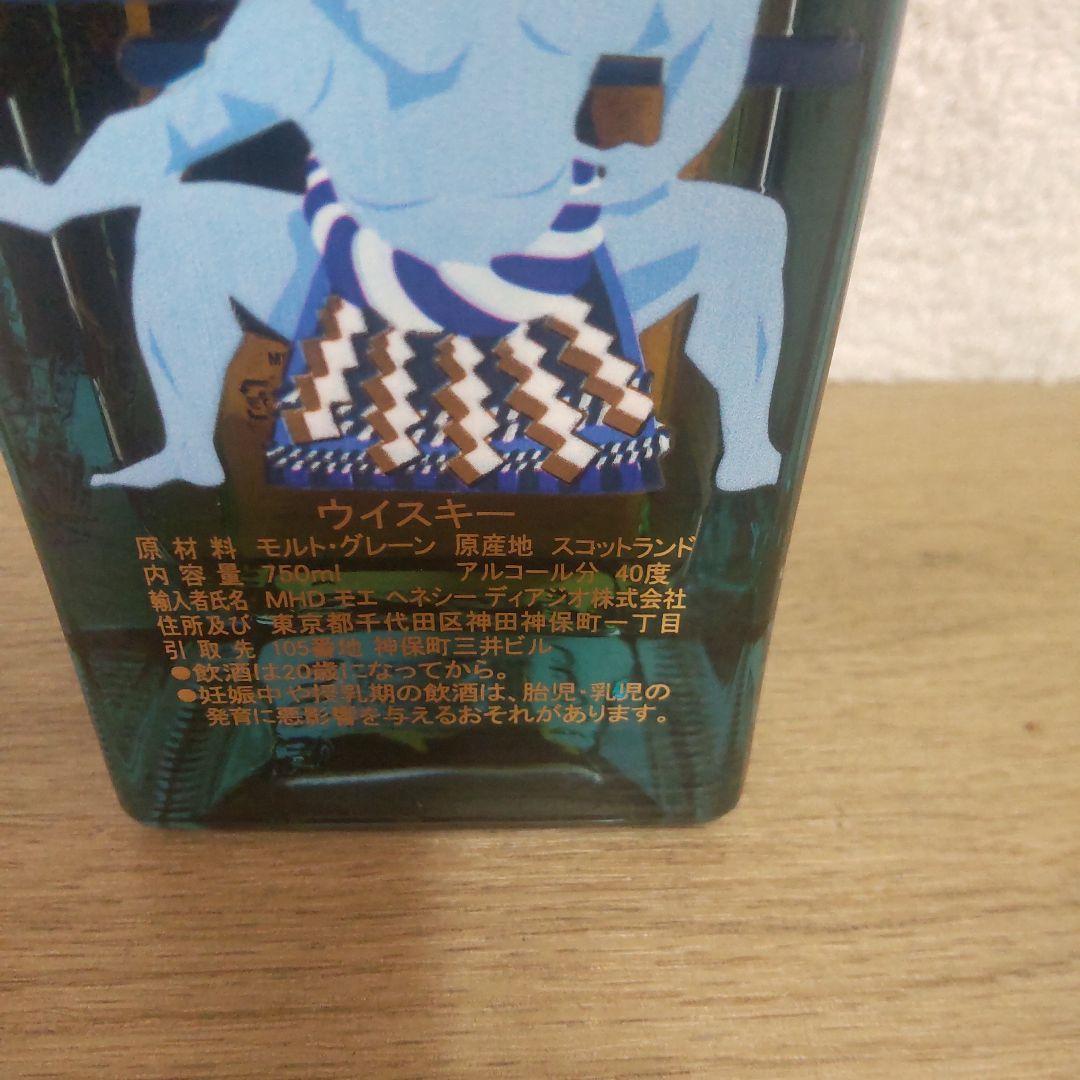 ウイスキー
原材料 モルト・グレーン 原産地 スコットランド
内容量 750ml アルコール分 40度
輸入者氏名 MHD モエ ヘネシー ディアジオ株式会社
住所及び 東京都千代田区神田神保町一丁目
引取先 105番地 神保町三井ビル
●飲酒は20歳になってから。
●妊娠中や授乳期の飲酒は、胎児・乳児の
発育に悪影響を与えるおそれがあります。